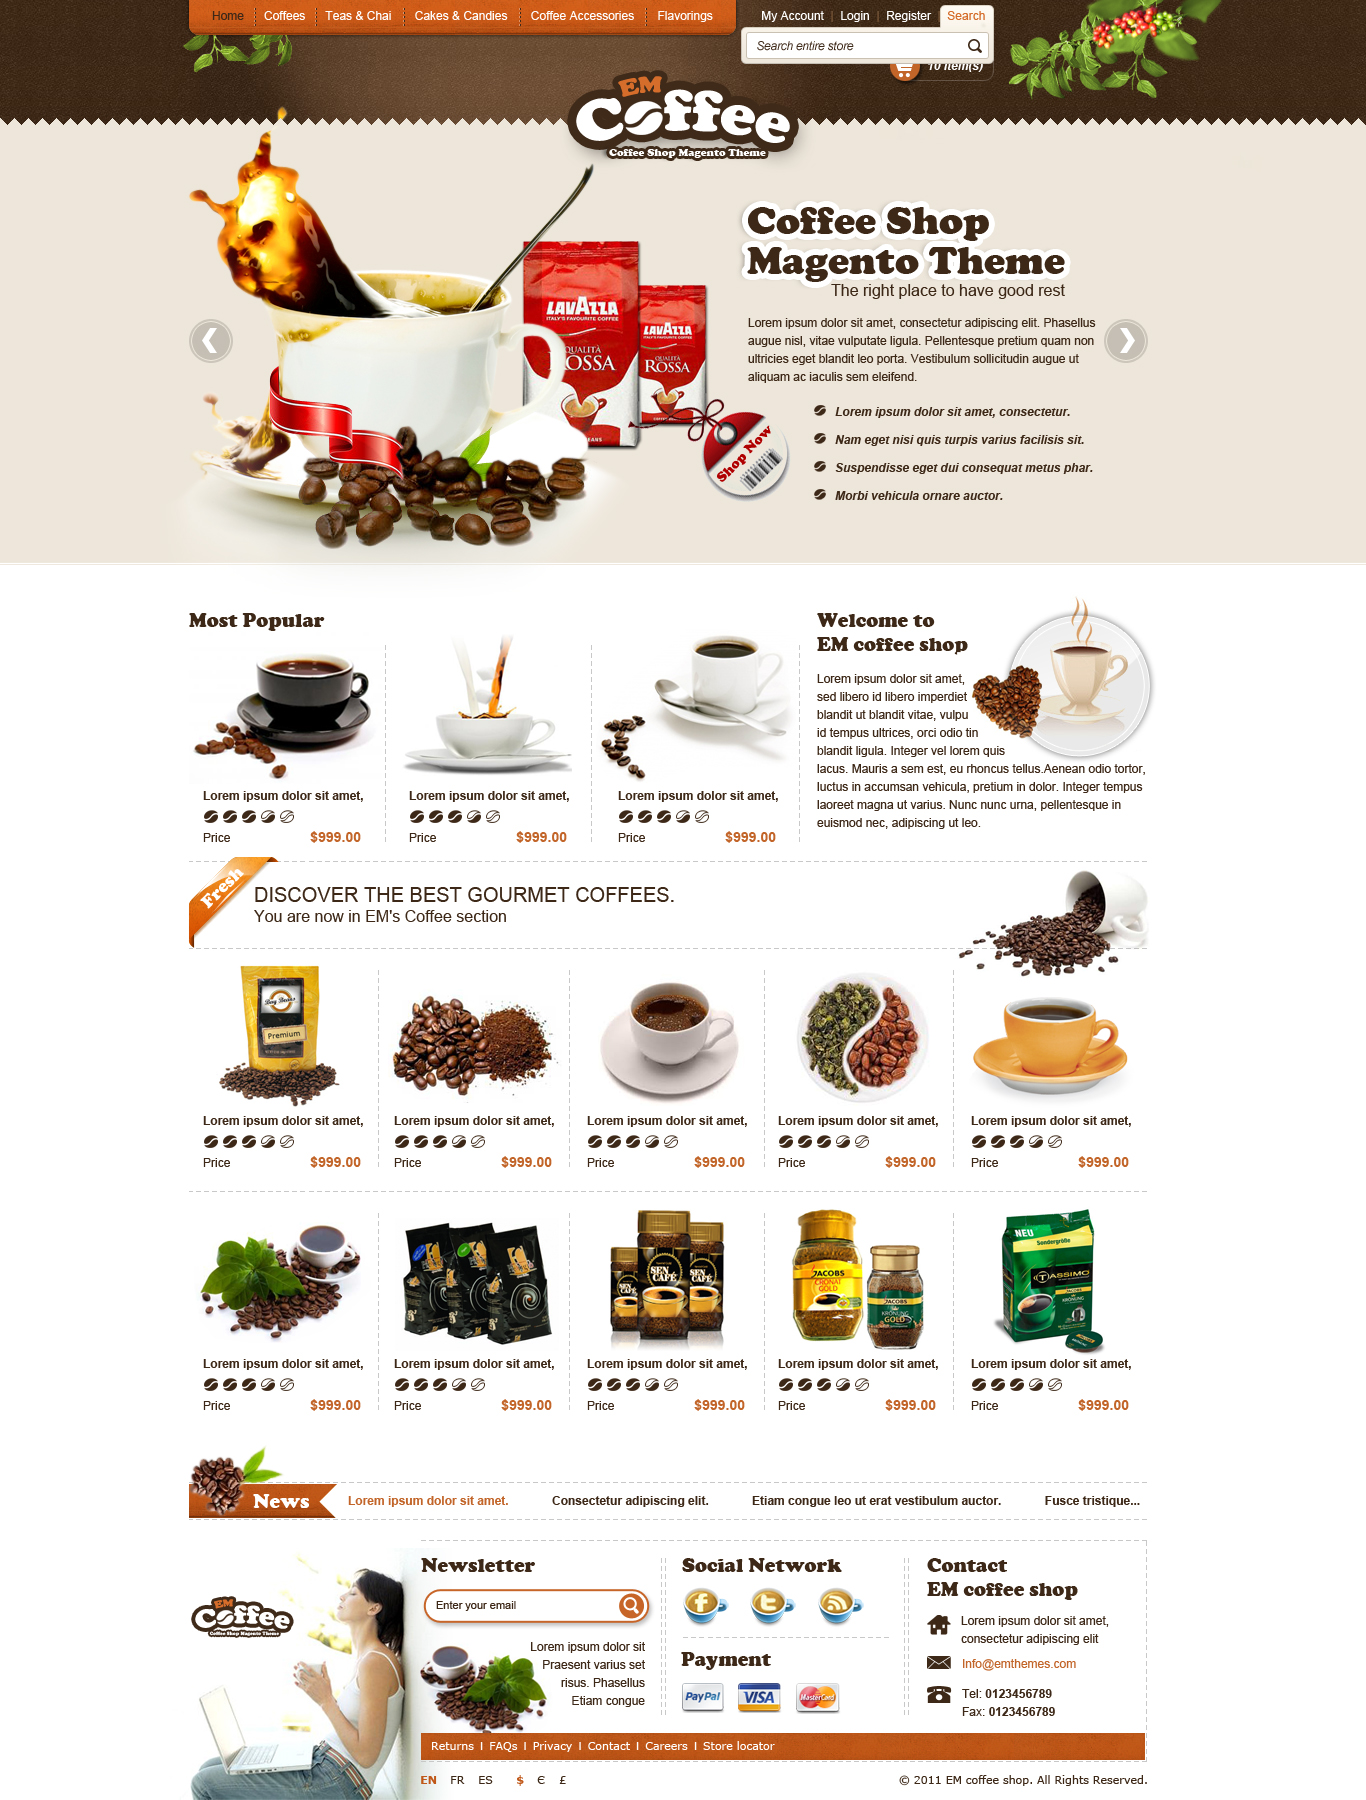 Home Coffees Teas & Chai Cakes & Candies Coffee Accessories Flavorings
My Account | Login | Register Search
Search entire store
10 item(s)
EM
Coffee
Coffee Shop Magento Theme
Coffee Shop
Magento Theme
The right place to have good rest
Lorem ipsum dolor sit amet, consectetur adipiscing elit. Phasellus
augue nisl, vitae vulputate ligula. Pellentesque pretium quam non
ultricies eget blandit leo porta. Vestibulum sollicitudin augue ut
aliquam ac iaculis sem eleifend.
Lorem ipsum dolor sit amet, consectetur.
Nam eget nisi quis turpis varius facilisis sit.
Suspendisse eget dui consequat metus phar.
Morbi vehicula ornare auctor.
LAVAZZA
ITALY'S FAVOURITE COFFEE
QUALITÀ
ROSSA
LAVAZZA
QUALITÀ
ROSSA
Shop Now
Most Popular
Lorem ipsum dolor sit amet,
Price $999.00
Lorem ipsum dolor sit amet,
Price $999.00
Lorem ipsum dolor sit amet,
Price $999.00
Welcome to
EM coffee shop
Lorem ipsum dolor sit amet,
sed libero id libero imperdiet
blandit ut blandit vitae, vulpu
id tempus ultrices, orci odio tin
blandit ligula. Integer vel lorem quis
lacus. Mauris a sem est, eu rhoncus tellus.Aenean odio tortor,
luctus in accumsan vehicula, pretium in dolor. Integer tempus
laoreet magna ut varius. Nunc nunc urna, pellentesque in
euismod nec, adipiscing ut leo.
Fresh
DISCOVER THE BEST GOURMET COFFEES.
You are now in EM's Coffee section
Premium
Lorem ipsum dolor sit amet,
Price $999.00
Lorem ipsum dolor sit amet,
Price $999.00
Lorem ipsum dolor sit amet,
Price $999.00
Lorem ipsum dolor sit amet,
Price $999.00
Lorem ipsum dolor sit amet,
Price $999.00
SEN
CAFÉ
SEN
CAFÉ
JACOBS
CRONAT
GOLD
JACOBS
KRÖNUNG
GOLD
NEU
Sondergröße
TASSIMO
JACOBS
KRÖNUNG
Lorem ipsum dolor sit amet,
Price $999.00
Lorem ipsum dolor sit amet,
Price $999.00
Lorem ipsum dolor sit amet,
Price $999.00
Lorem ipsum dolor sit amet,
Price $999.00
Lorem ipsum dolor sit amet,
Price $999.00
News
Lorem ipsum dolor sit amet. Consectetur adipiscing elit. Etiam congue leo ut erat vestibulum auctor. Fusce tristique...
EM
Coffee
Coffee Shop Magento Theme
Newsletter
Enter your email
Lorem ipsum dolor sit
Praesent varius set
risus. Phasellus
Etiam congue
Social Network
f t
Payment
PayPal VISA MasterCard
Contact
EM coffee shop
Lorem ipsum dolor sit amet,
consectetur adipiscing elit
Info@emthemes.com
Tel: 0123456789
Fax: 0123456789
Returns | FAQs | Privacy | Contact | Careers | Store locator
EN FR ES $ € £
© 2011 EM coffee shop. All Rights Reserved.